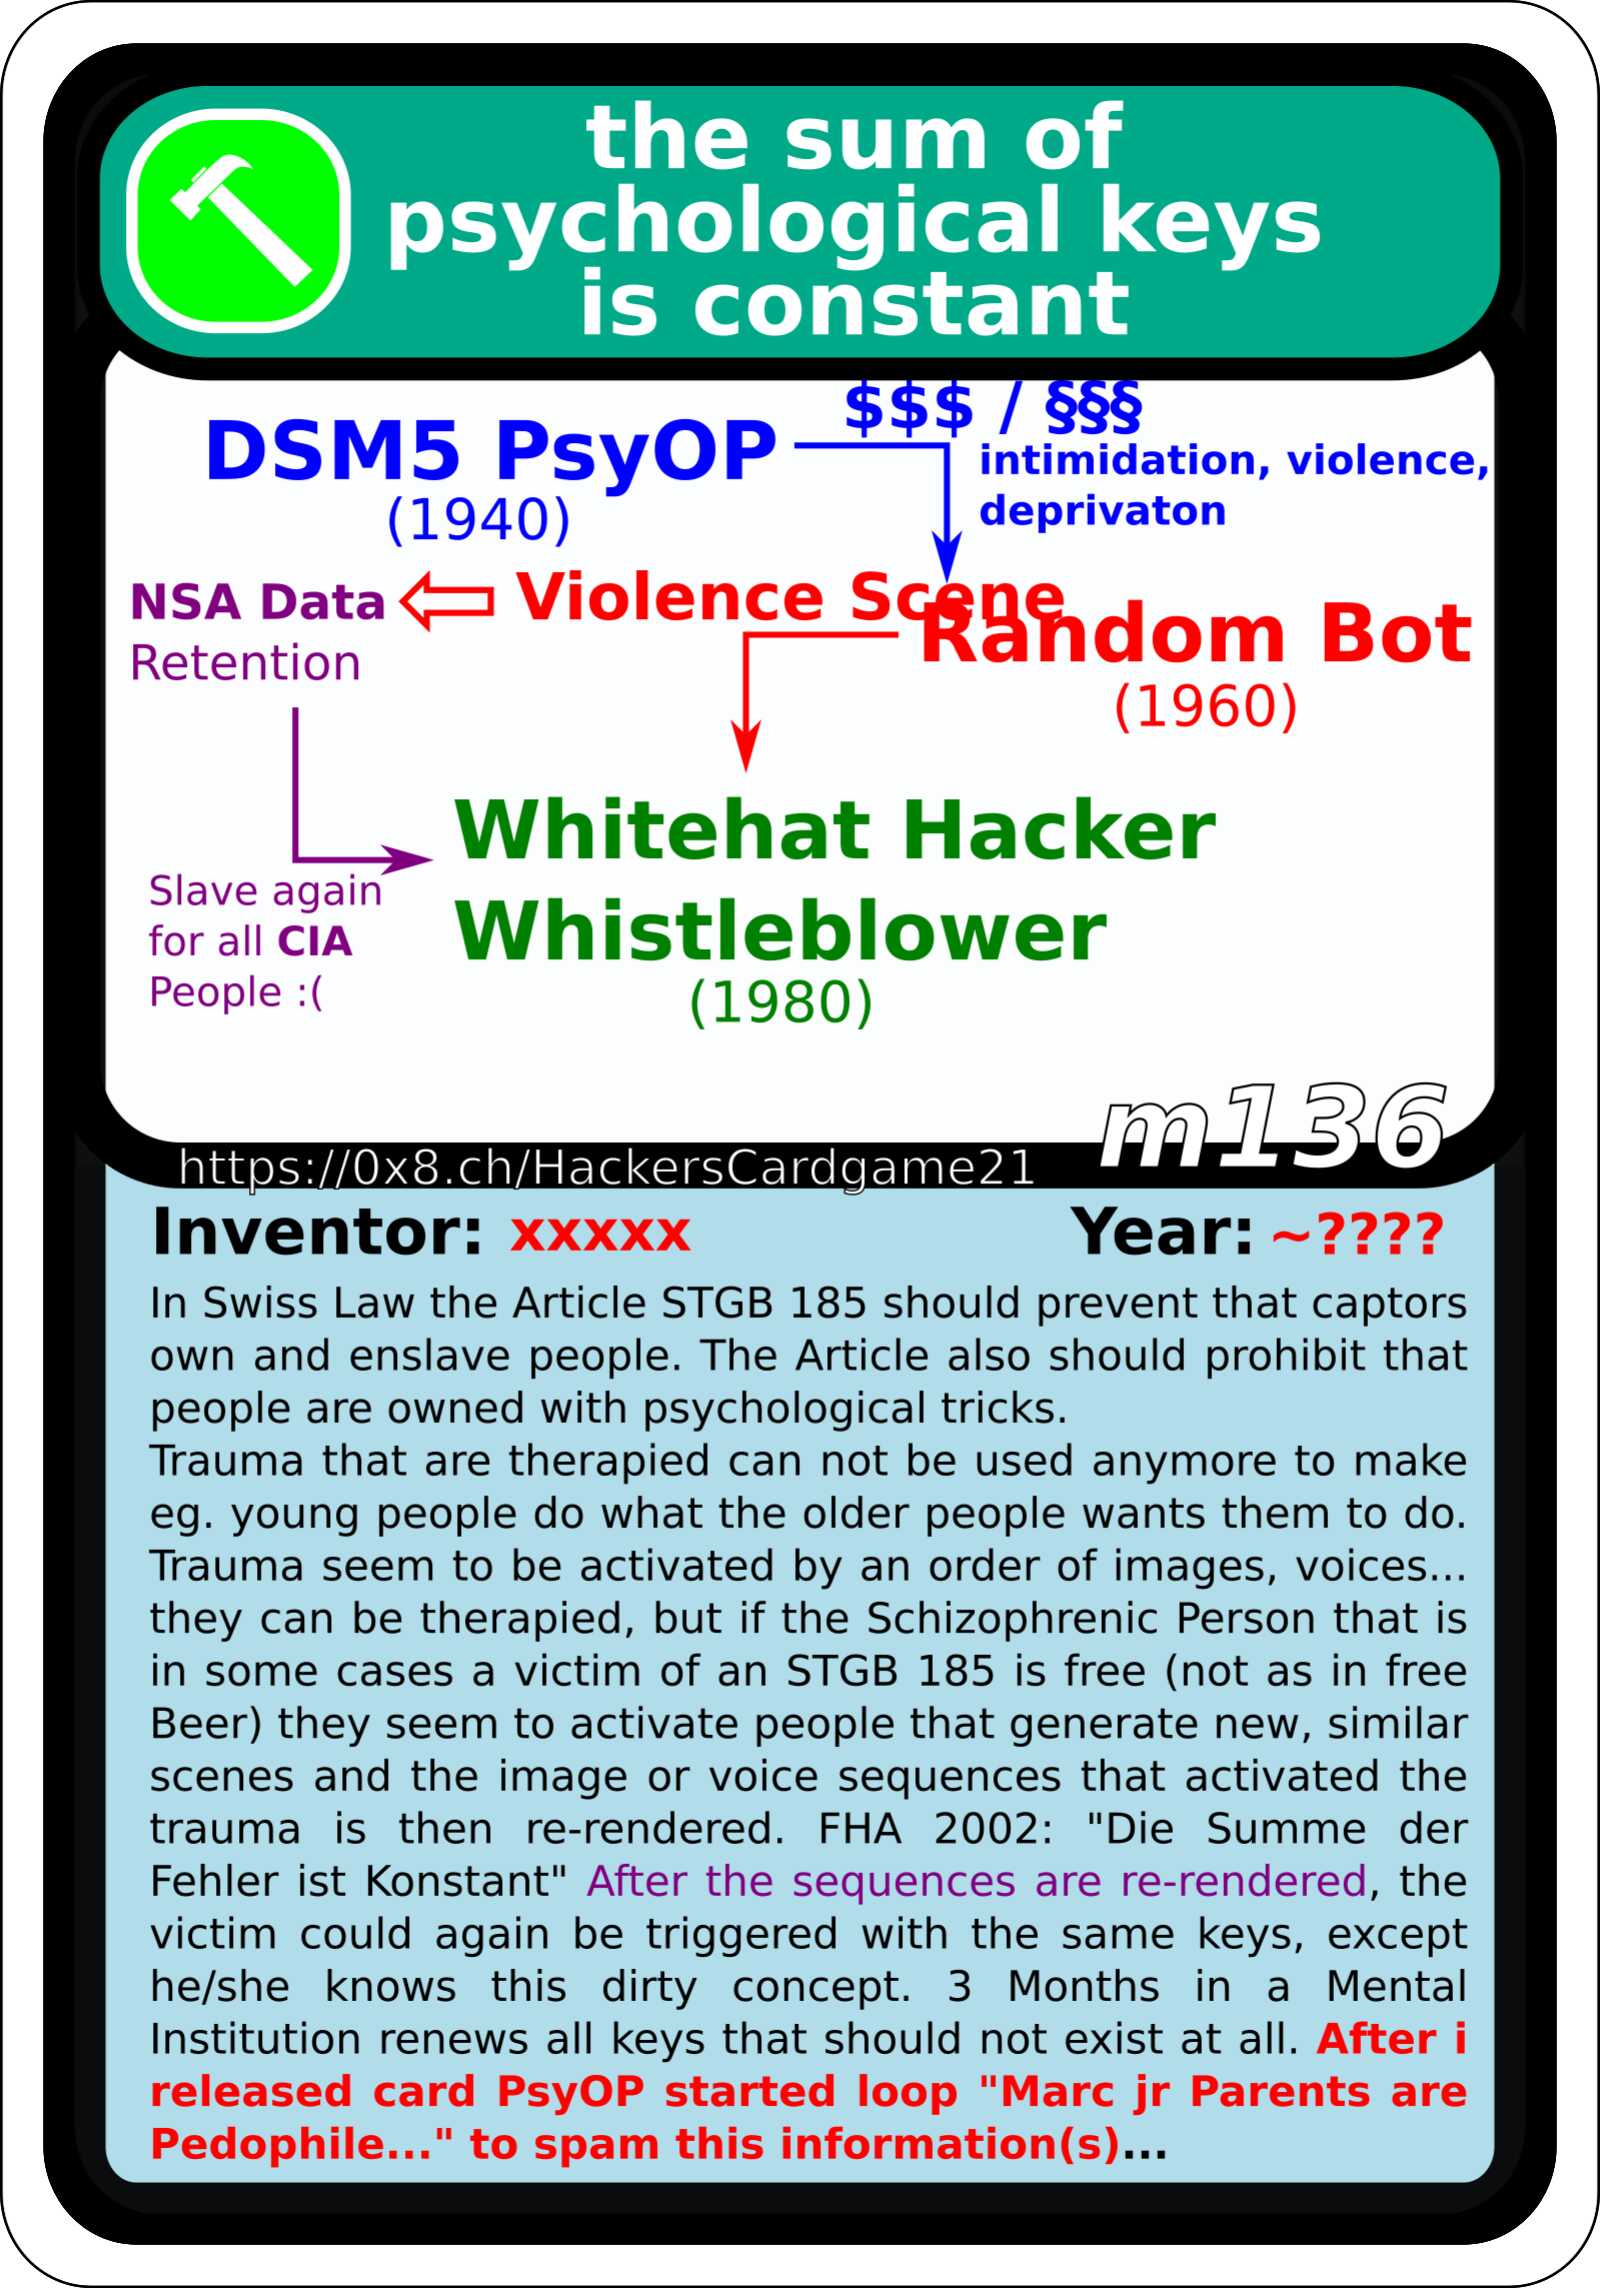 the sum of
psychological keys
is constant
$$$ / §§§
DSM5 PsyOP
(1940)
intimidation, violence,
deprivaton
NSA Data
Retention
Violence Scene
Random Bot
(1960)
Whitehat Hacker
Whistleblower
(1980)
Slave again
for all CIA
People :(
m136
https://0x8.ch/HackersCardgame21
Inventor: xxxxx Year: ~????
In Swiss Law the Article STGB 185 should prevent that captors
own and enslave people. The Article also should prohibit that
people are owned with psychological tricks.
Trauma that are therapied can not be used anymore to make
eg. young people do what the older people wants them to do.
Trauma seem to be activated by an order of images, voices...
they can be therapied, but if the Schizophrenic Person that is
in some cases a victim of an STGB 185 is free (not as in free
Beer) they seem to activate people that generate new, similar
scenes and the image or voice sequences that activated the
trauma is then re-rendered. FHA 2002: "Die Summe der
Fehler ist Konstant" After the sequences are re-rendered, the
victim could again be triggered with the same keys, except
he/she knows this dirty concept. 3 Months in a Mental
Institution renews all keys that should not exist at all. After i
released card PsyOP started loop "Marc jr Parents are
Pedophile..." to spam this information(s)...